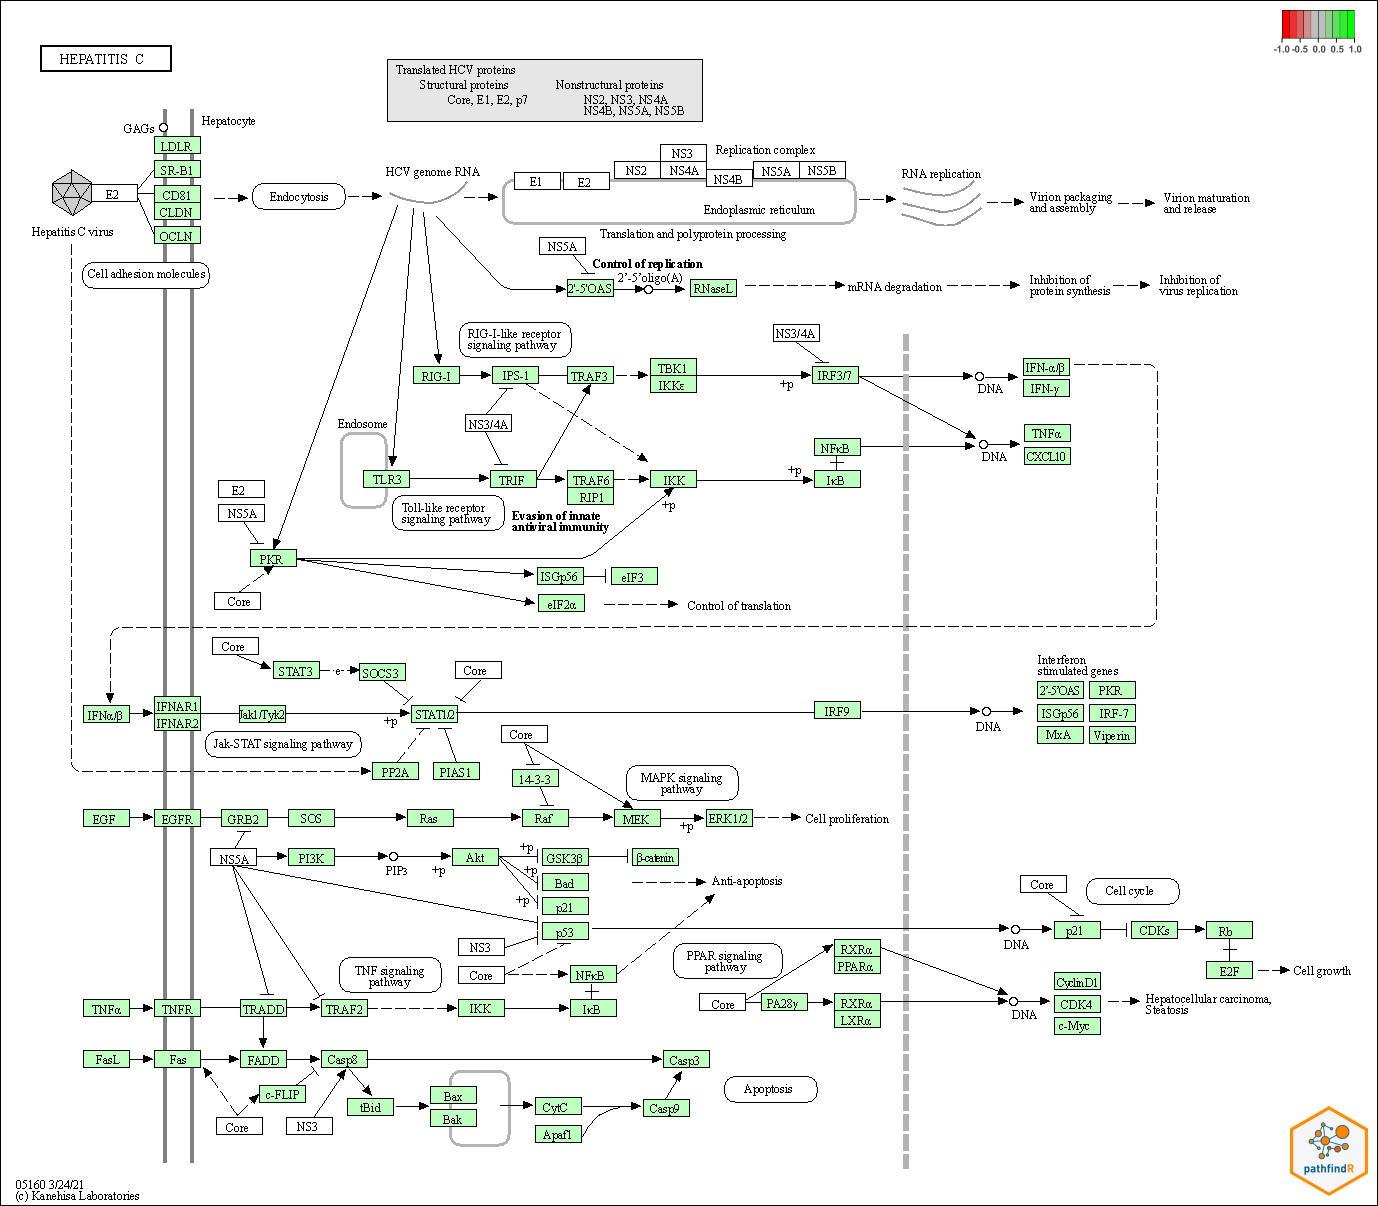 HEPATITIS C
-1.0 -0.5 0.0 0.5 1.0
Translated HCV proteins
Structural proteins
Nonstructural proteins
Core, E1, E2, p7
NS2, NS3, NS4A
NS4B, NS5A, NS5B
GAGs
Hepatocyte
LDLR
SR-B1
E2
CD81
CLDN
OCLN
Hepatitis C virus
Cell adhesion molecules
Endocytosis
HCV genome RNA
E1
E2
NS2
NS3
NS4A
NS4B
NS5A
NS5B
Replication complex
Endoplasmic reticulum
Translation and polyprotein processing
RNA replication
Virion packaging
and assembly
Virion maturation
and release
NS5A
Control of replication
2'-5'oligo(A)
2'-5'OAS
RNaseL
mRNA degradation
Inhibition of
protein synthesis
Inhibition of
virus replication
RIG-I-like receptor
signaling pathway
NS3/4A
RIG-I
IPS-1
TRAF3
TBK1
IKKε
+p
IRF3/7
DNA
IFN-α/β
IFN-γ
NS3/4A
Endosome
TNFα
CXCL10
DNA
NFκB
IκB
+p
TLR3
TRIF
TRAF6
RIP1
IKK
+p
Toll-like receptor
signaling pathway
Evasion of innate
antiviral immunity
E2
NS5A
PKR
Core
ISGp56
eIF3
eIF2α
Control of translation
Core
STAT3
e
SOCS3
Core
Interferon
stimulated genes
2'-5'OAS
PKR
ISGp56
IRF-7
MxA
Viperin
IFNα/β
IFNAR1
IFNAR2
Jak1/Tyk2
+p
STAT1/2
IRF9
DNA
Jak-STAT signaling pathway
PP2A
PIAS1
Core
14-3-3
MAPK signaling
pathway
EGF
EGFR
GRB2
SOS
Ras
Raf
MEK
+p
ERK1/2
Cell proliferation
NS5A
PI3K
PIP3
+p
Akt
+p
+p
+p
GSK3β
β-catenin
Bad
p21
p53
Anti-apoptosis
NS3
Core
NFκB
Core
Cell cycle
DNA
p21
CDKs
Rb
E2F
Cell growth
TNF signaling
pathway
PPAR signaling
pathway
RXRα
PPARα
Core
PA28γ
RXRα
LXRα
DNA
CyclinD1
CDK4
c-Myc
Hepatocellular carcinoma,
Steatosis
TNFα
TNFR
TRADD
TRAF2
IKK
IκB
FasL
Fas
FADD
Casp8
Casp3
c-FLIP
Core
NS3
tBid
Bax
Bak
CytC
Apaf1
Casp9
Apoptosis
pathfindR
05160 3/24/21
(c) Kanehisa Laboratories